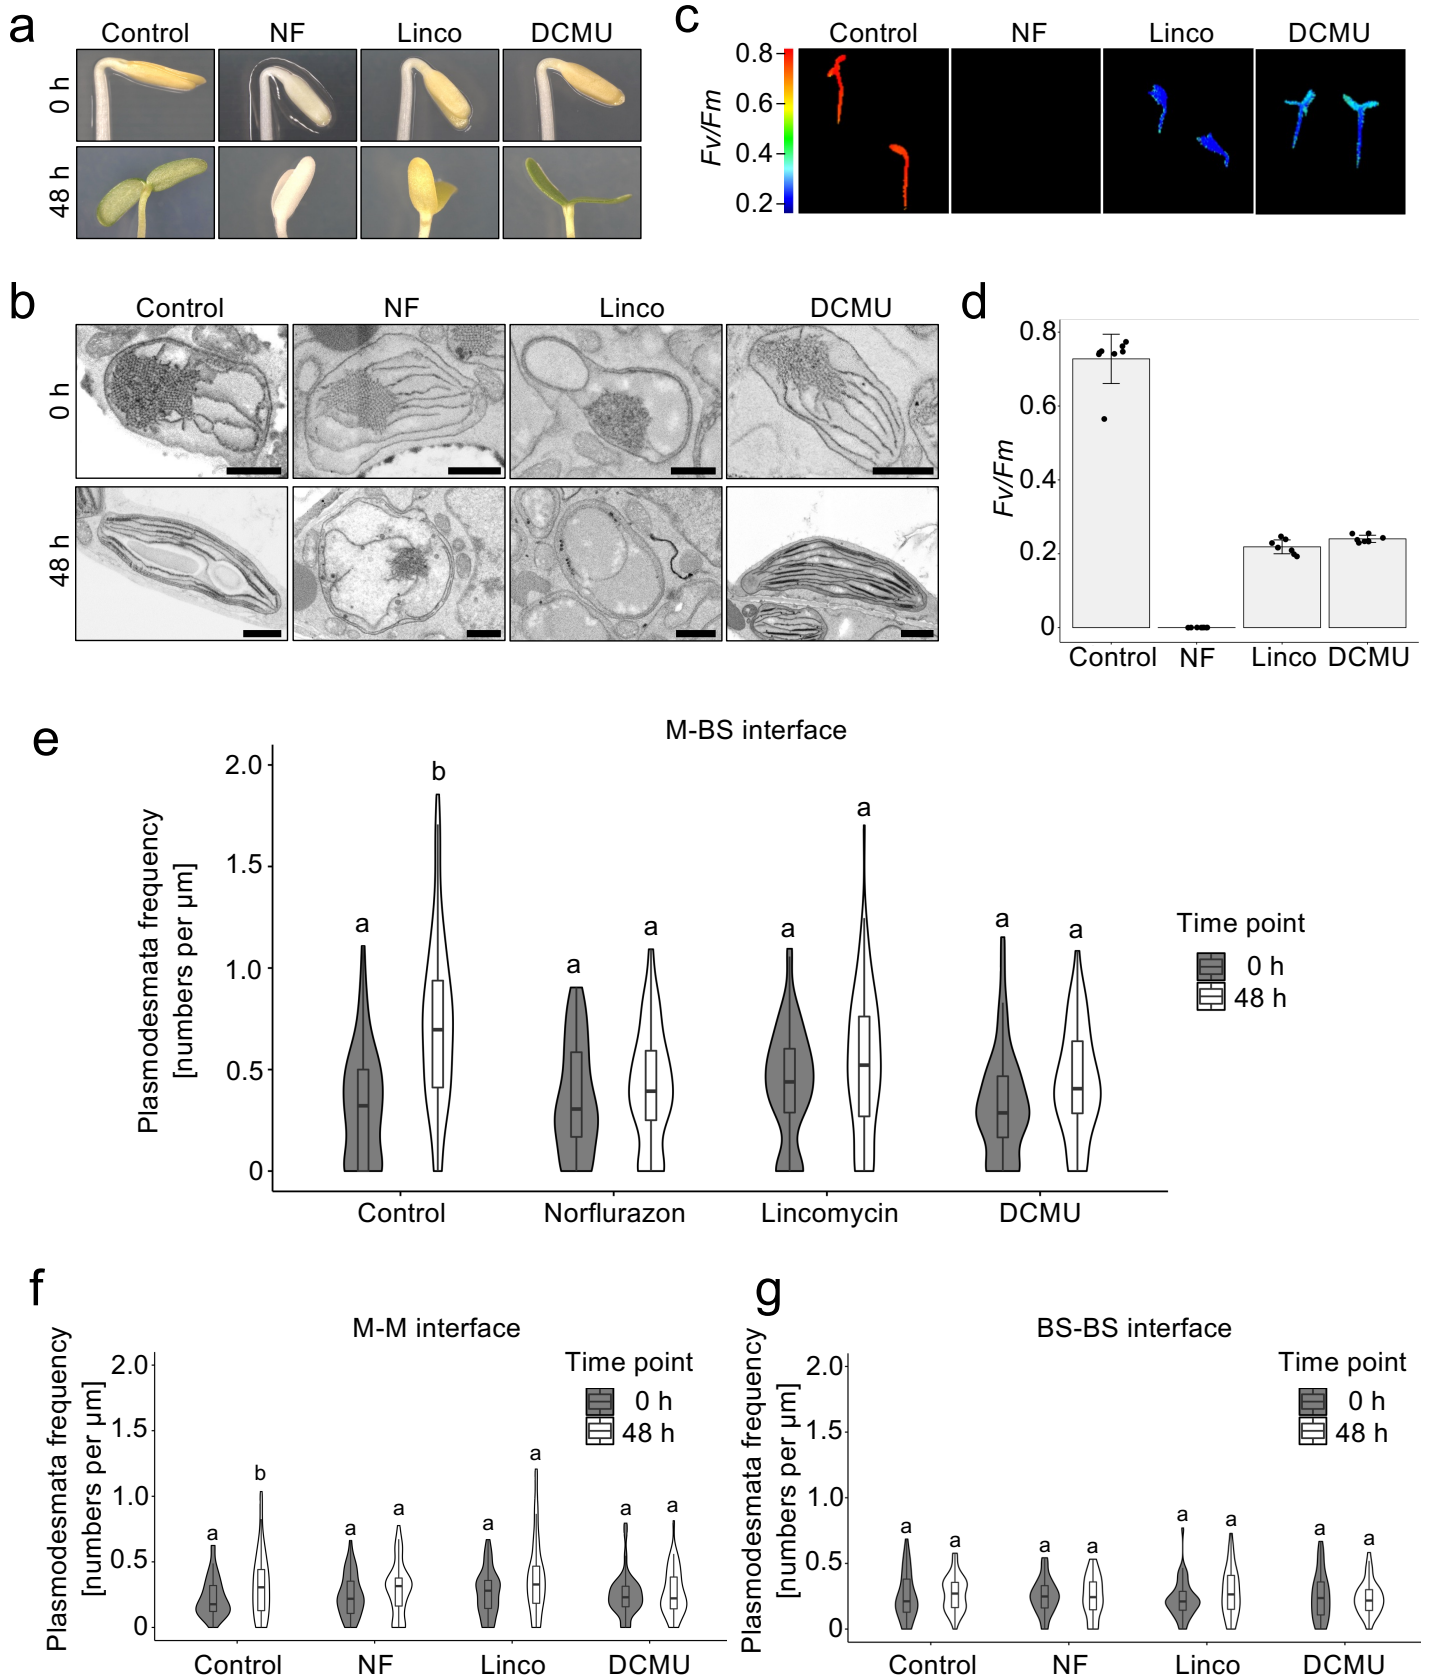 a
Control NF Linco DCMU
0 h
48 h
c
Control NF Linco DCMU
Fv/Fm
0.8
0.6
0.4
0.2
b
Control NF Linco DCMU
0 h
48 h
d
Fv/Fm
0.8
0.6
0.4
0.2
0
Control NF Linco DCMU
e
M-BS interface
Plasmodesmata frequency
[numbers per µm]
2.0
1.5
1.0
0.5
0
a b a a a a a a
Control Norflurazon Lincomycin DCMU
Time point
0 h
48 h
f
M-M interface
Plasmodesmata frequency
[numbers per µm]
2.0
1.5
1.0
0.5
0
a b a a a a a a
Control NF Linco DCMU
Time point
0 h
48 h
g
BS-BS interface
Plasmodesmata frequency
[numbers per µm]
2.0
1.5
1.0
0.5
0
a a a a a a a a
Control NF Linco DCMU
Time point
0 h
48 h